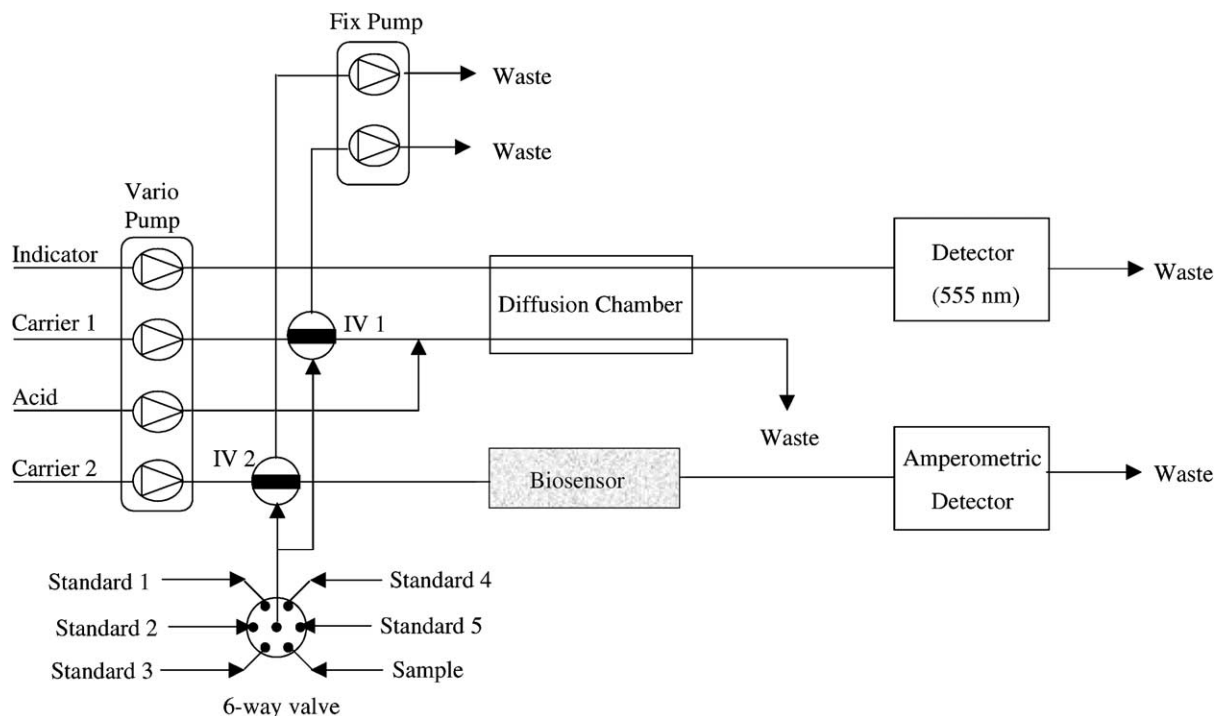 Fix Pump
Waste
Waste
Vario
Pump
Indicator
Detector
(555 nm)
Waste
Diffusion Chamber
Carrier 1
IV 1
Acid
Waste
IV 2
Carrier 2
Biosensor
Amperometric
Detector
Waste
Standard 1
Standard 4
Standard 2
Standard 5
Standard 3
Sample
6-way valve